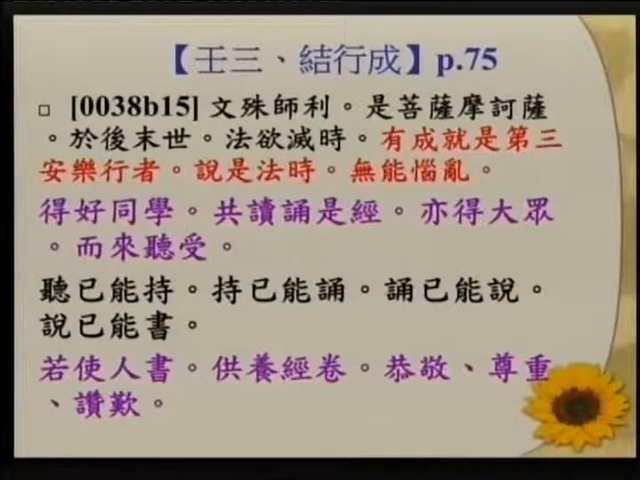 【壬三、結行成】p.75
□ [0038b15] 文殊師利。是菩薩摩訶薩
。於後末世。法欲滅時。有成就是第三
安樂行者。說是法時。無能惱亂。
得好同學。共讀誦是經。亦得大眾
。而來聽受。
聽已能持。持已能誦。誦已能說。
說已能書。
若使人書。供養經卷。恭敬、尊重
、讚歎。